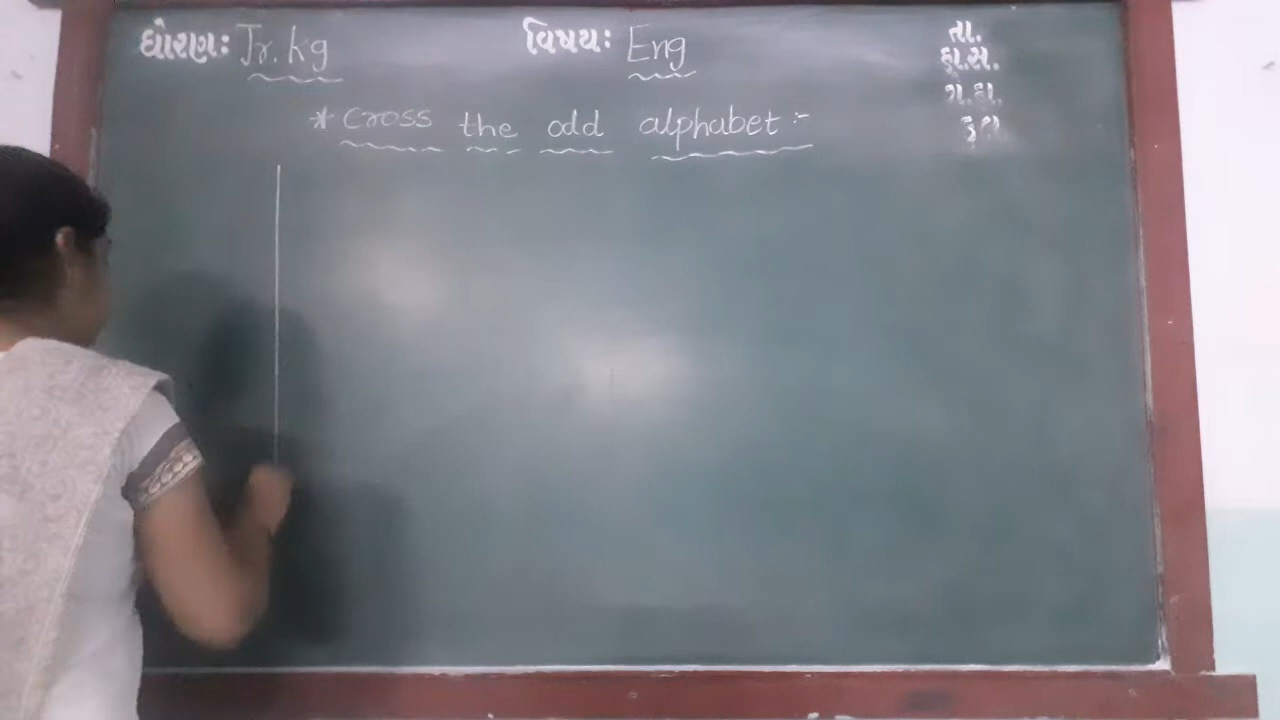 ધોરણ: Jr.kg વિષય: Eng તા.
હા.સ.
ગે.હા.
કુલ
* Cross the odd alphabet :-